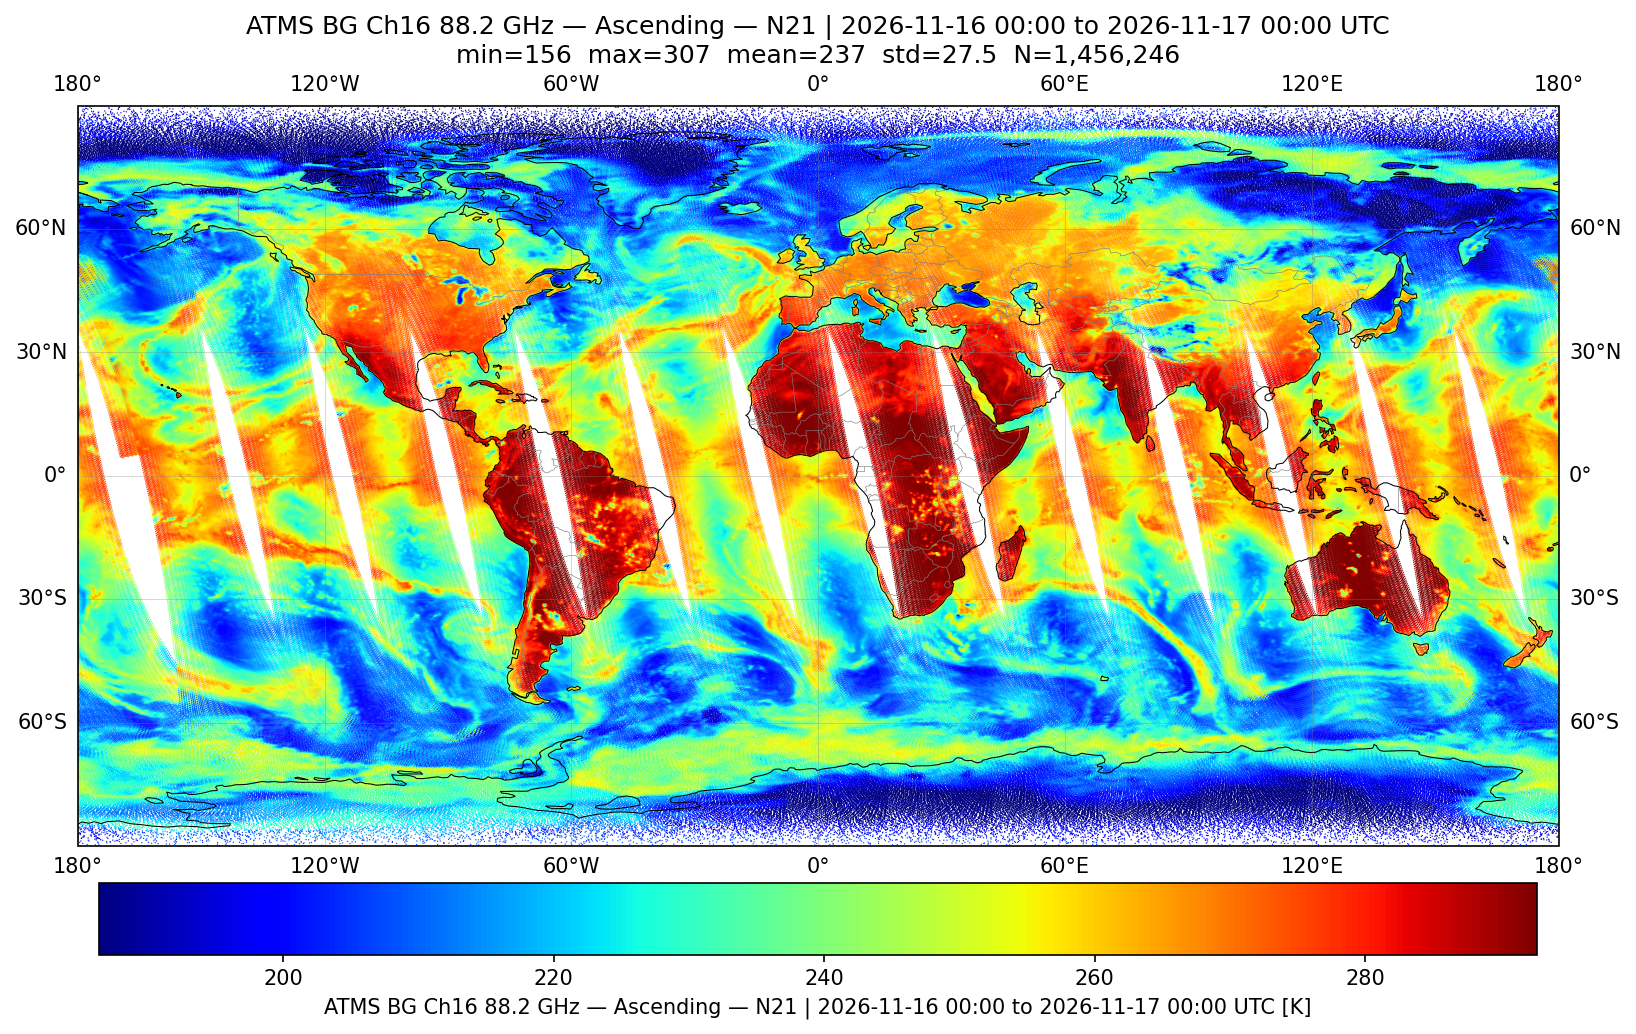 ATMS BG Ch16 88.2 GHz — Ascending — N21 | 2026-11-16 00:00 to 2026-11-17 00:00 UTC
min=156 max=307 mean=237 std=27.5 N=1,456,246
180° 120°W 60°W 0° 60°E 120°E 180°
60°N 60°N
30°N 30°N
0° 0°
30°S 30°S
60°S 60°S
180° 120°W 60°W 0° 60°E 120°E 180°
200 220 240 260 280
ATMS BG Ch16 88.2 GHz — Ascending — N21 | 2026-11-16 00:00 to 2026-11-17 00:00 UTC [K]